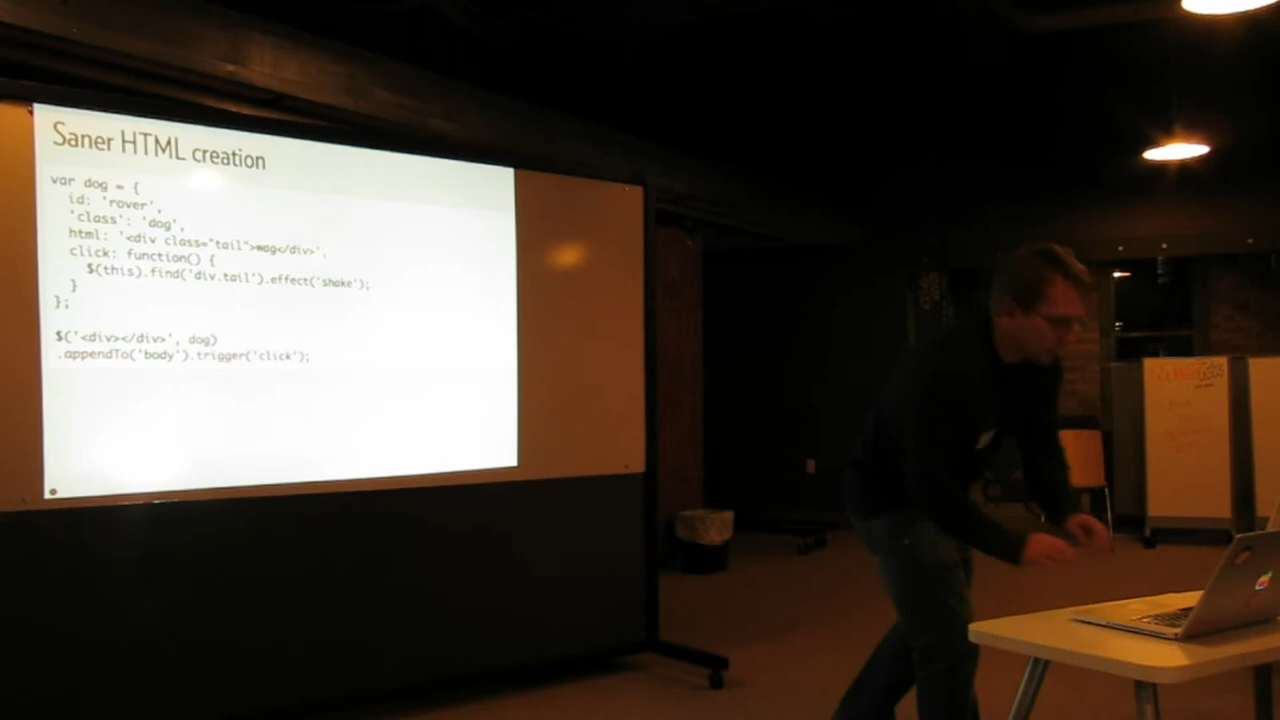 Saner HTML creation
var dog = {
id: 'rover',
'class': 'dog',
html: '<div class="tail">wag</div>',
click: function() {
$(this).find('div.tail').effect('shake');
}
};
$('<div></div>', dog)
.appendTo('body').trigger('click');